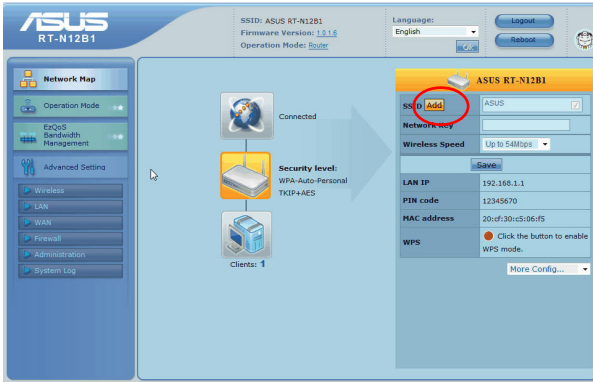 ASUS
RT-N12B1
SSID: ASUS RT-N12B1
Firmware Version: 1.0.1.6
Operation Mode: Router
Language:
English
OK
Logout
Reboot
Network Map
Operation Mode
EzQoS
Bandwidth
Management
Advanced Setting
Wireless
LAN
WAN
Firewall
Administration
System Log
Connected
Security level:
WPA-Auto-Personal
TKIP+AES
Clients: 1
ASUS RT-N12B1
SSID Add ASUS
Network Key
Wireless Speed Up to 54Mbps
Save
LAN IP 192.168.1.1
PIN code 12345670
MAC address 20:cf:30:c5:06:f5
WPS Click the button to enable
WPS mode.
More Config...